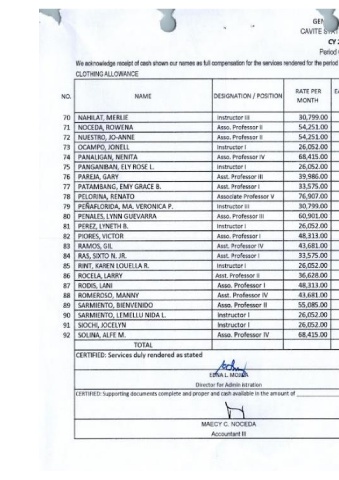 GEN
CAVITE STAT
CY 2
Period
We acknowledge receipt of cash shown our names as full compensation for the services rendered for the period
CLOTHING ALLOWANCE
NO. NAME DESIGNATION / POSITION RATE PER MONTH
70 NAHILAT, MERLIE Instructor III 30,799.00
71 NOCEDA, ROWENA Asso. Professor II 54,251.00
72 NUESTRO, JO-ANNE Asso. Professor II 54,251.00
73 OCAMPO, JONELL Instructor I 26,052.00
74 PANALIGAN, NENITA Asso. Professor IV 68,415.00
75 PANGANIBAN, ELY ROSE L. Instructor I 26,052.00
76 PAREJA, GARY Asst. Professor III 39,986.00
77 PATAMBANG, EMY GRACE B. Asst. Professor I 33,575.00
78 PELORINA, RENATO Associate Professor V 76,907.00
79 PEÑAFLORIDA, MA. VERONICA P. Instructor III 30,799.00
80 PENALES, LYNN GUEVARRA Asso. Professor III 60,901.00
81 PEREZ, LYNETH B. Instructor I 26,052.00
82 PIORES, VICTOR Asso. Professor I 48,313.00
83 RAMOS, GIL Asst. Professor IV 43,681.00
84 RAS, SIXTO N. JR. Asst. Professor I 33,575.00
85 RINT, KAREN LOUELLA R. Instructor I 26,052.00
86 ROCELA, LARRY Asst. Professor II 36,628.00
87 RODIS, LANI Asso. Professor I 48,313.00
88 ROMEROSO, MANNY Asst. Professor IV 43,681.00
89 SARMIENTO, BIENVENIDO Asso. Professor II 55,085.00
90 SARMIENTO, LEMELLU NIDA L. Instructor I 26,052.00
91 SIOCHI, JOCELYN Instructor I 26,052.00
92 SOLINA, ALFE M. Asso. Professor IV 68,415.00
TOTAL
CERTIFIED: Services duly rendered as stated
EDNA L. MOJICA
Director for Admin istration
CERTIFIED: Supporting documents complete and proper and cash available in the amount of
MAECY C. NOCEDA
Accountant III